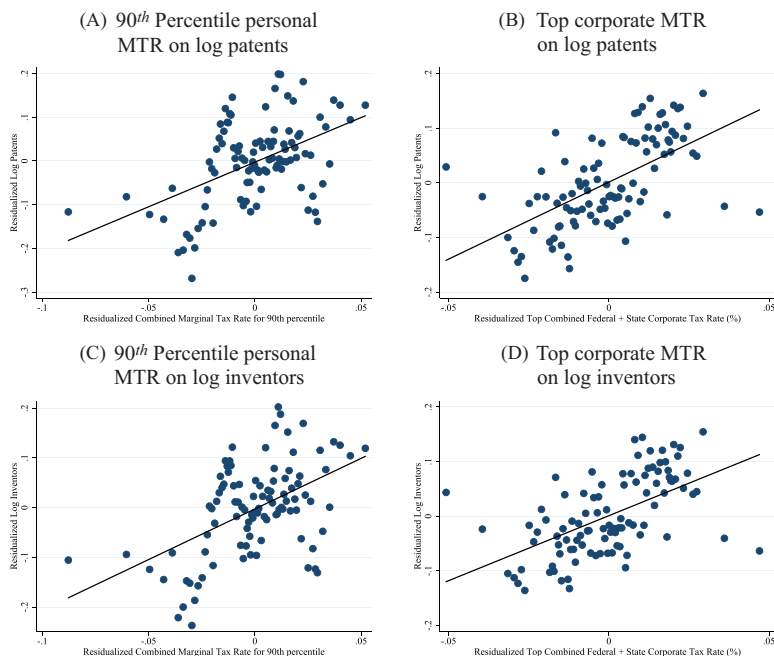 (A) 90th Percentile personal
MTR on log patents
Residualized Log Patents
.2
.1
0
-.1
-.2
-.3
-.1
-.05
0
.05
Residualized Combined Marginal Tax Rate for 90th percentile
(B) Top corporate MTR
on log patents
Residualized Log Patents
.2
.1
0
-.1
-.2
-.05
0
.05
Residualized Top Combined Federal + State Corporate Tax Rate (%)
(C) 90th Percentile personal
MTR on log inventors
Residualized Log Inventors
.2
.1
0
-.1
-.2
-.1
-.05
0
.05
Residualized Combined Marginal Tax Rate for 90th percentile
(D) Top corporate MTR
on log inventors
Residualized Log Inventors
.2
.1
0
-.1
-.2
-.05
0
.05
Residualized Top Combined Federal + State Corporate Tax Rate (%)